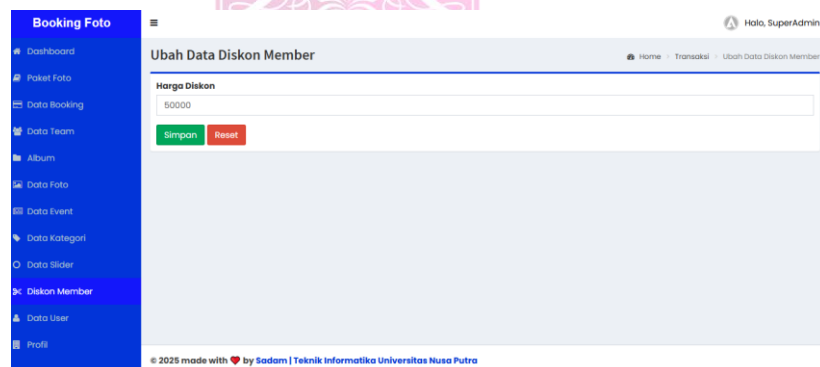 Booking Foto
Halo, SuperAdmin
Dashboard
Paket Foto
Data Booking
Data Team
Album
Data Foto
Data Event
Data Kategori
Data Slider
Diskon Member
Data User
Profil
Ubah Data Diskon Member
Home > Transaksi > Ubah Data Diskon Member
Harga Diskon
50000
Simpan Reset
© 2025 made with ❤ by Sadam | Teknik Informatika Universitas Nusa Putra